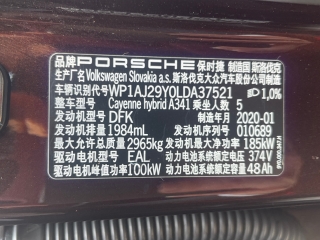 品牌 PORSCHE 保时捷 制造国 斯洛伐克
生产厂名 Volkswagen Slovakia a.s.斯洛伐克大众汽车股份公司
车辆识别代号 WP1AJ29Y0LDA37521 1,0%
整车型号 Cayenne hybrid A341 乘坐人数 5
发动机型号 DFK 制造年月 2020-01
发动机排量 1984mL 发动机号 010689
最大允许总质量 2965kg 发动机最大净功率 185kW
驱动电机型号 EAL 动力电池系统额定电压 374V
驱动电机峰值功率 100kW 动力电池系统额定容量 48Ah